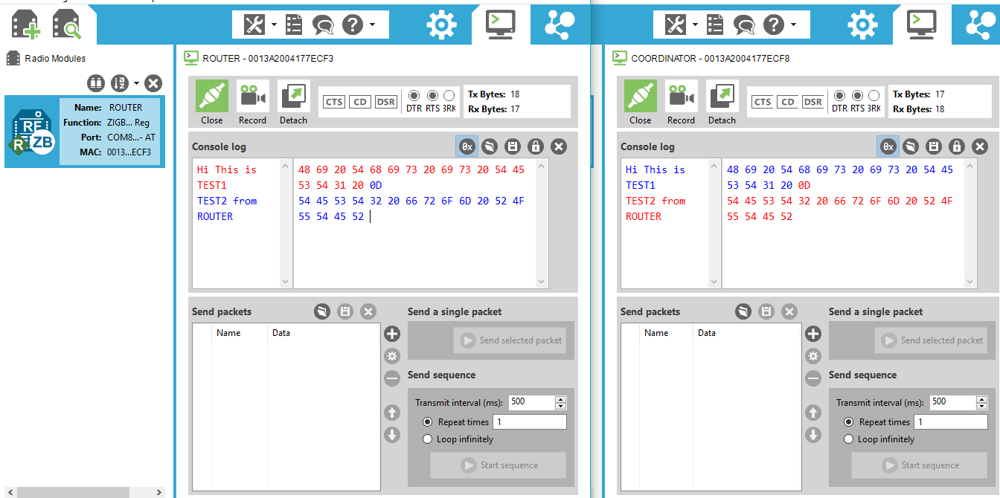 Radio Modules
Name: ROUTER
Function: ZIGB... Reg
Port: COM8...- AT
MAC: 0013...ECF3
RF
R
ZB
ROUTER - 0013A2004177ECF3
Close
Record
Detach
CTS CD DSR
DTR RTS 3RK
Tx Bytes: 18
Rx Bytes: 17
Console log
0x
Hi This is
TEST1
TEST2 from
ROUTER
48 69 20 54 68 69 73 20 69 73 20 54 45
53 54 31 20 0D
54 45 53 54 32 20 66 72 6F 6D 20 52 4F
55 54 45 52
Send packets
Name Data
Send a single packet
Send selected packet
Send sequence
Transmit interval (ms): 500
Repeat times 1
Loop infinitely
Start sequence
COORDINATOR - 0013A2004177ECF8
Close
Record
Detach
CTS CD DSR
DTR RTS 3RK
Tx Bytes: 17
Rx Bytes: 18
Console log
0x
Hi This is
TEST1
TEST2 from
ROUTER
48 69 20 54 68 69 73 20 69 73 20 54 45
53 54 31 20 0D
54 45 53 54 32 20 66 72 6F 6D 20 52 4F
55 54 45 52
Send packets
Name Data
Send a single packet
Send selected packet
Send sequence
Transmit interval (ms): 500
Repeat times 1
Loop infinitely
Start sequence